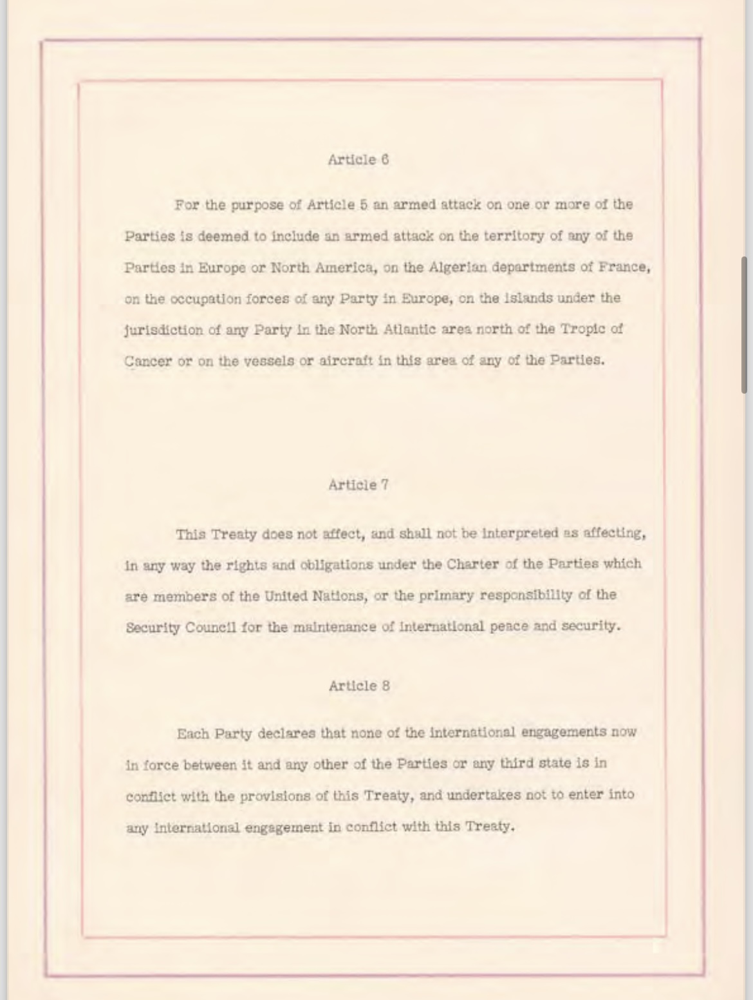 Article 6
For the purpose of Article 5 an armed attack on one or more of the
Parties is deemed to include an armed attack on the territory of any of the
Parties in Europe or North America, on the Algerian departments of France,
on the occupation forces of any Party in Europe, on the islands under the
jurisdiction of any Party in the North Atlantic area north of the Tropic of
Cancer or on the vessels or aircraft in this area of any of the Parties.
Article 7
This Treaty does not affect, and shall not be interpreted as affecting,
in any way the rights and obligations under the Charter of the Parties which
are members of the United Nations, or the primary responsibility of the
Security Council for the maintenance of international peace and security.
Article 8
Each Party declares that none of the international engagements now
in force between it and any other of the Parties or any third state is in
conflict with the provisions of this Treaty, and undertakes not to enter into
any international engagement in conflict with this Treaty.